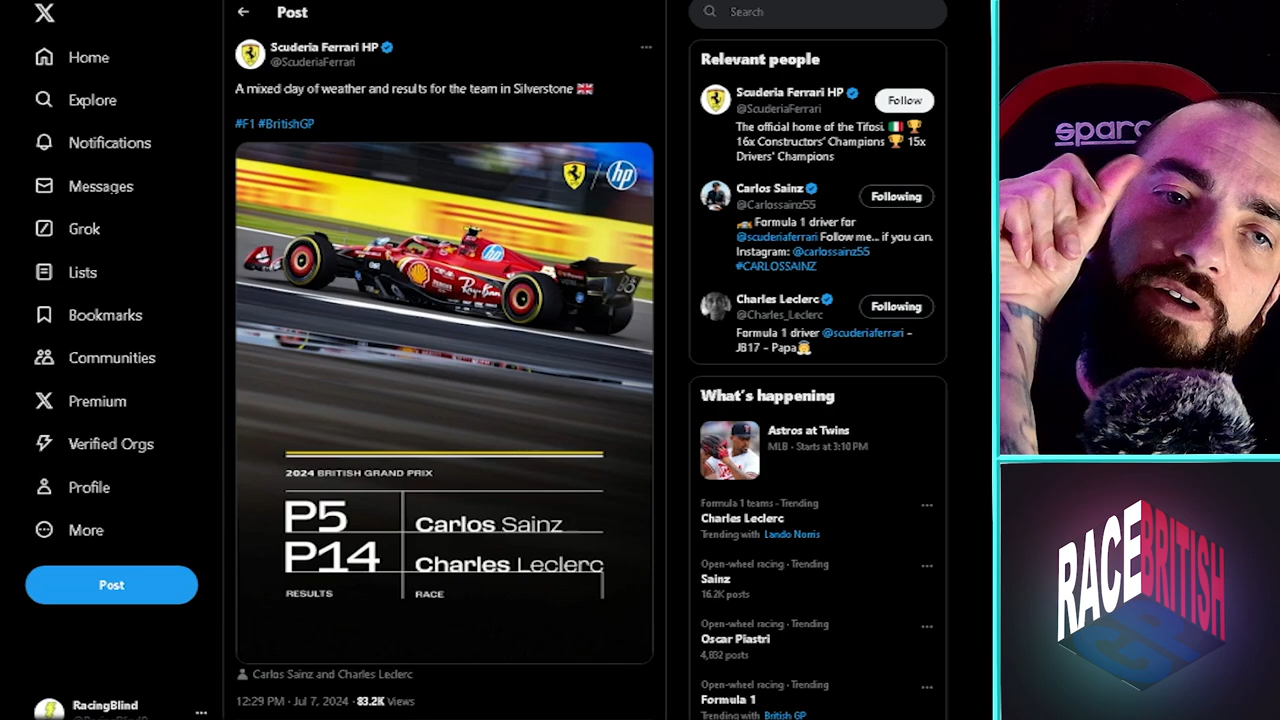 Home
Explore
Notifications
Messages
Grok
Lists
Bookmarks
Communities
Premium
Verified Orgs
Profile
More
Post
RacingBlind
Post
Scuderia Ferrari HP
@ScuderiaFerrari
A mixed day of weather and results for the team in Silverstone
#F1 #BritishGP
hp
hp
Ray-Ban
2024 BRITISH GRAND PRIX
P5 Carlos Sainz
P14 Charles Leclerc
RESULTS RACE
Carlos Sainz and Charles Leclerc
12:29 PM · Jul 7, 2024 · 83.2K Views
Search
Relevant people
Scuderia Ferrari HP
@ScuderiaFerrari
Follow
The official home of the Tifosi. 🇮🇹 🏆
16x Constructors' Champions 🏆 15x
Drivers' Champions
Carlos Sainz
@Carlossainz55
Following
Formula 1 driver for
@scuderiaferrari Follow me... if you can.
Instagram: @carlossainz55
#CARLOSSAINZ
Charles Leclerc
@Charles_Leclerc
Following
Formula 1 driver @scuderiaferrari –
JB17 – Papa
What's happening
Astros at Twins
MLB · Starts at 3:10 PM
Formula 1 teams · Trending
Charles Leclerc
Trending with Lando Norris
Open-wheel racing · Trending
Sainz
16.2K posts
Open-wheel racing · Trending
Oscar Piastri
4,832 posts
Open-wheel racing · Trending
Formula 1
Trending with British GP
sparco
RACE
BRITISH